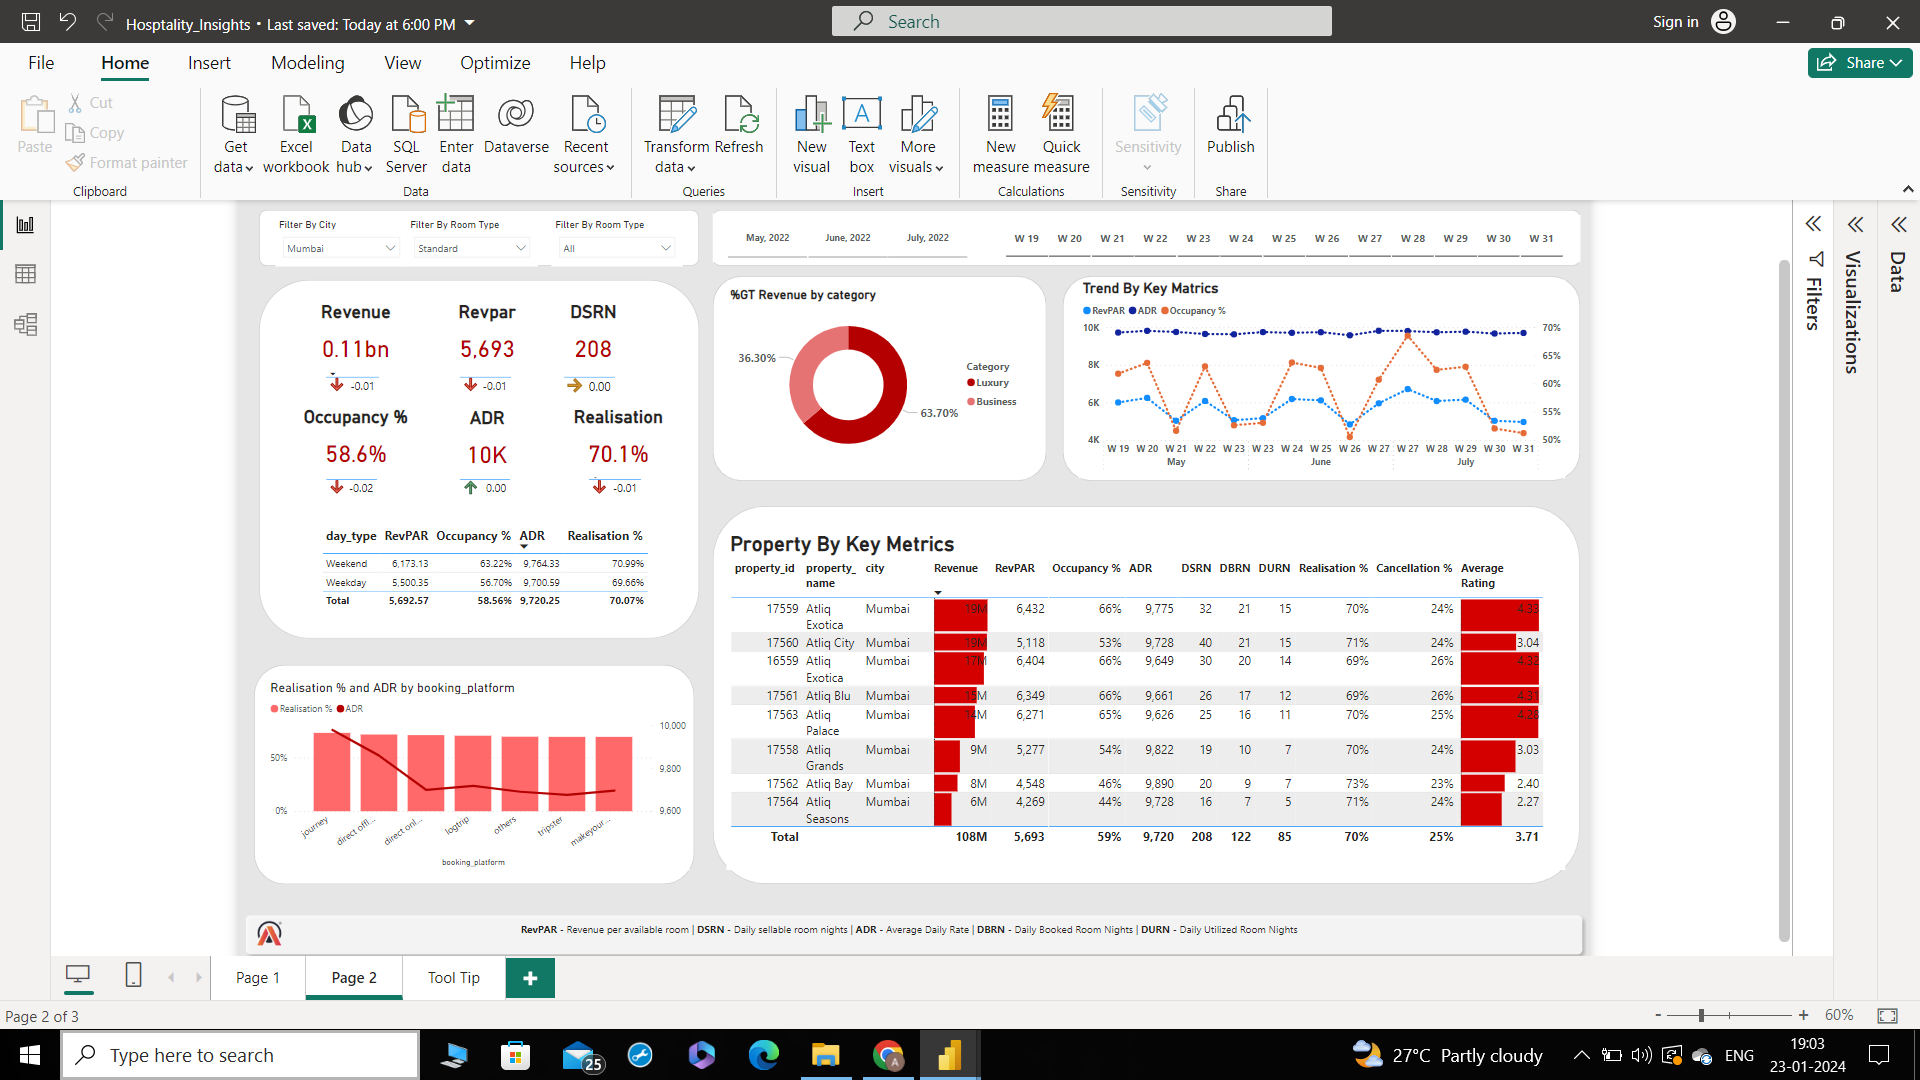 Hosptality_Insights • Last saved: Today at 6:00 PM
Search
Sign in
File Home Insert Modeling View Optimize Help
Share
Paste
Cut
Copy
Format painter
Clipboard
Get data
Excel workbook
Data hub
SQL Server
Enter data
Dataverse
Recent sources
Data
Transform data
Refresh
Queries
New visual
Text box
More visuals
Insert
New measure
Quick measure
Calculations
Sensitivity
Sensitivity
Publish
Share
Filter By City Filter By Room Type Filter By Room Type
Mumbai Standard All
May, 2022 June, 2022 July, 2022
W 19 W 20 W 21 W 22 W 23 W 24 W 25 W 26 W 27 W 28 W 29 W 30 W 31
Revenue Revpar DSRN
0.11bn 5,693 208
-0.01 -0.01 0.00
Occupancy % ADR Realisation
58.6% 10K 70.1%
-0.02 0.00 -0.01
day_type RevPAR Occupancy % ADR Realisation %
Weekend 6,173.13 63.22% 9,764.33 70.99%
Weekday 5,500.35 56.70% 9,700.59 69.66%
Total 5,692.57 58.56% 9,720.25 70.07%
%GT Revenue by category
36.30%
63.70%
Category
Luxury
Business
Trend By Key Matrics
RevPAR ADR Occupancy %
10K
8K
6K
4K
70%
65%
60%
55%
50%
W 19 W 20 W 21 W 22 W 23 W 23 W 24 W 25 W 26 W 27 W 27 W 28 W 29 W 30 W 31
May June July
Realisation % and ADR by booking_platform
Realisation % ADR
50%
0%
10,000
9,800
9,600
journey direct offl... direct onl... logtrip others tripster makeyour...
booking_platform
Property By Key Metrics
property_id property_name city Revenue RevPAR Occupancy % ADR DSRN DBRN DURN Realisation % Cancellation % Average Rating
17559 Atliq Exotica Mumbai 19M 6,432 66% 9,775 32 21 15 70% 24% 4.33
17560 Atliq City Mumbai 19M 5,118 53% 9,728 40 21 15 71% 24% 3.04
16559 Atliq Exotica Mumbai 17M 6,404 66% 9,649 30 20 14 69% 26% 4.32
17561 Atliq Blu Mumbai 15M 6,349 66% 9,661 26 17 12 69% 26% 4.31
17563 Atliq Palace Mumbai 14M 6,271 65% 9,626 25 16 11 70% 25% 4.28
17558 Atliq Grands Mumbai 9M 5,277 54% 9,822 19 10 7 70% 24% 3.03
17562 Atliq Bay Mumbai 8M 4,548 46% 9,890 20 9 7 73% 23% 2.40
17564 Atliq Seasons Mumbai 6M 4,269 44% 9,728 16 7 5 71% 24% 2.27
Total 108M 5,693 59% 9,720 208 122 85 70% 25% 3.71
RevPAR - Revenue per available room | DSRN - Daily sellable room nights | ADR - Average Daily Rate | DBRN - Daily Booked Room Nights | DURN - Daily Utilized Room Nights
Filters
Visualizations
Data
Page 1 Page 2 Tool Tip
Page 2 of 3
60%
Type here to search
25
27°C Partly cloudy
ENG
19:03
23-01-2024